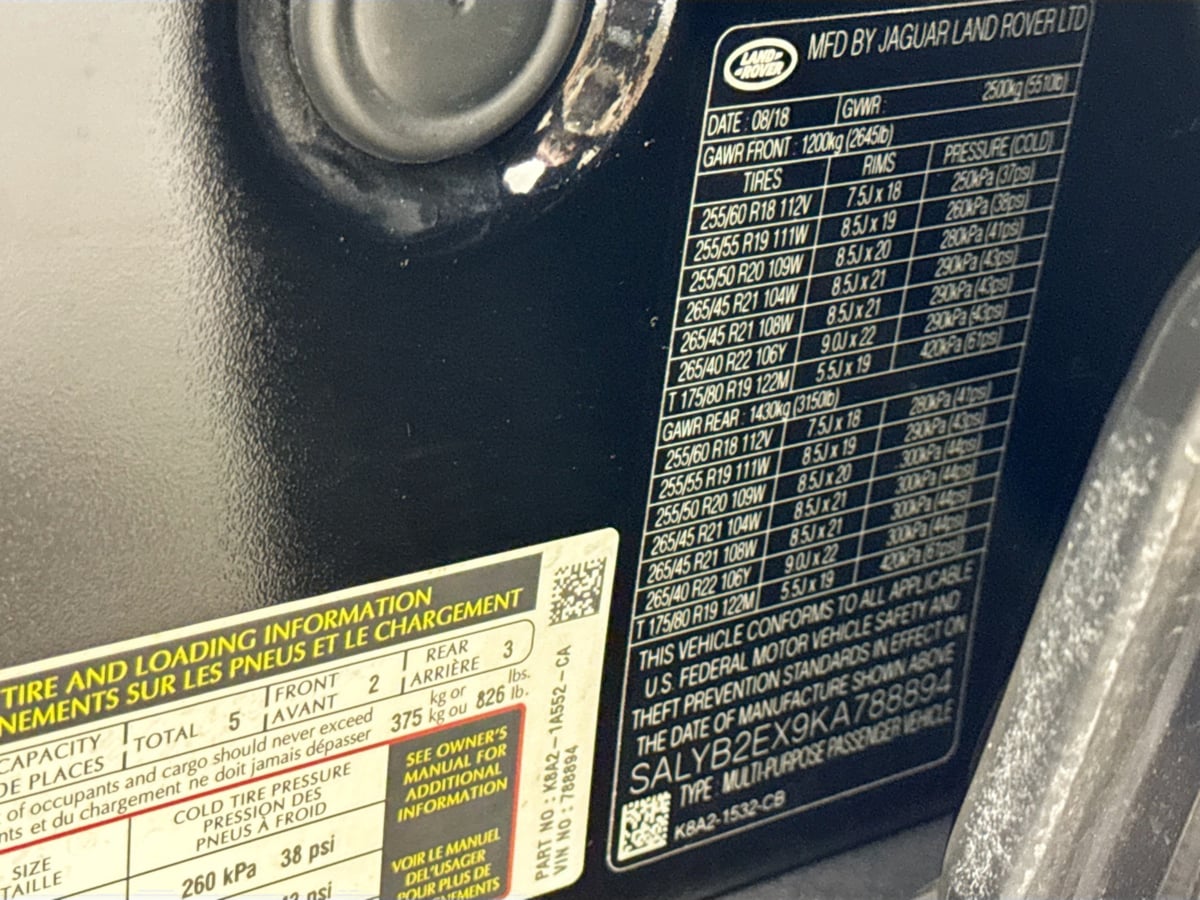 LAND ROVER
MFD BY JAGUAR LAND ROVER LTD
DATE : 08/18 GVWR : 2500kg (5510lb)
GAWR FRONT : 1200kg (2645lb)
TIRES RIMS PRESSURE (COLD)
255/60 R18 112V 7.5J x 18 250kPa (37psi)
255/55 R19 111W 8.5J x 19 260kPa (38psi)
255/50 R20 109W 8.5J x 20 280kPa (41psi)
265/45 R21 104W 8.5J x 21 290kPa (43psi)
265/45 R21 108W 8.5J x 21 290kPa (43psi)
265/40 R22 106Y 9.0J x 22 290kPa (43psi)
T 175/80 R19 122M 5.5J x 19 420kPa (61psi)
GAWR REAR : 1430kg (3150lb)
255/60 R18 112V 7.5J x 18 280kPa (41psi)
255/55 R19 111W 8.5J x 19 290kPa (43psi)
255/50 R20 109W 8.5J x 20 300kPa (44psi)
265/45 R21 104W 8.5J x 21 300kPa (44psi)
265/45 R21 108W 8.5J x 21 300kPa (44psi)
265/40 R22 106Y 9.0J x 22 300kPa (44psi)
T 175/80 R19 122M 5.5J x 19 420kPa (61psi)
THIS VEHICLE CONFORMS TO ALL APPLICABLE
U.S. FEDERAL MOTOR VEHICLE SAFETY AND
THEFT PREVENTION STANDARDS IN EFFECT ON
THE DATE OF MANUFACTURE SHOWN ABOVE
SALYB2EX9KA788894
TYPE : MULTI-PURPOSE PASSENGER VEHICLE
K8A2-1532-CB
TIRE AND LOADING INFORMATION
NEMENTS SUR LES PNEUS ET LE CHARGEMENT
CAPACITY TOTAL 5 FRONT 2 REAR 3
DE PLACES AVANT ARRIÈRE
of occupants and cargo should never exceed 375 kg or 826 lbs.
nts et du chargement ne doit jamais dépasser kg ou lb.
SIZE
TAILLE
COLD TIRE PRESSURE
PRESSION DES
PNEUS À FROID
260 kPa 38 psi
psi
SEE OWNER'S
MANUAL FOR
ADDITIONAL
INFORMATION
VOIR LE MANUEL
DE L'USAGER
POUR PLUS DE
NEMENTS
PART NO : K8A2-1A552-CA
VIN NO : 788894